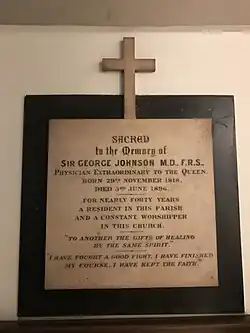 SACRED
to the Memory of
SIR GEORGE JOHNSON M.D., F.R.S.,
PHYSICIAN EXTRAORDINARY TO THE QUEEN.
BORN 29TH NOVEMBER 1818,
DIED 3RD JUNE 1896.
FOR NEARLY FORTY YEARS
A RESIDENT IN THIS PARISH
AND A CONSTANT WORSHIPPER
IN THIS CHURCH.
"TO ANOTHER THE GIFTS OF HEALING
BY THE SAME SPIRIT."
"I HAVE FOUGHT A GOOD FIGHT, I HAVE FINISHED
MY COURSE, I HAVE KEPT THE FAITH."